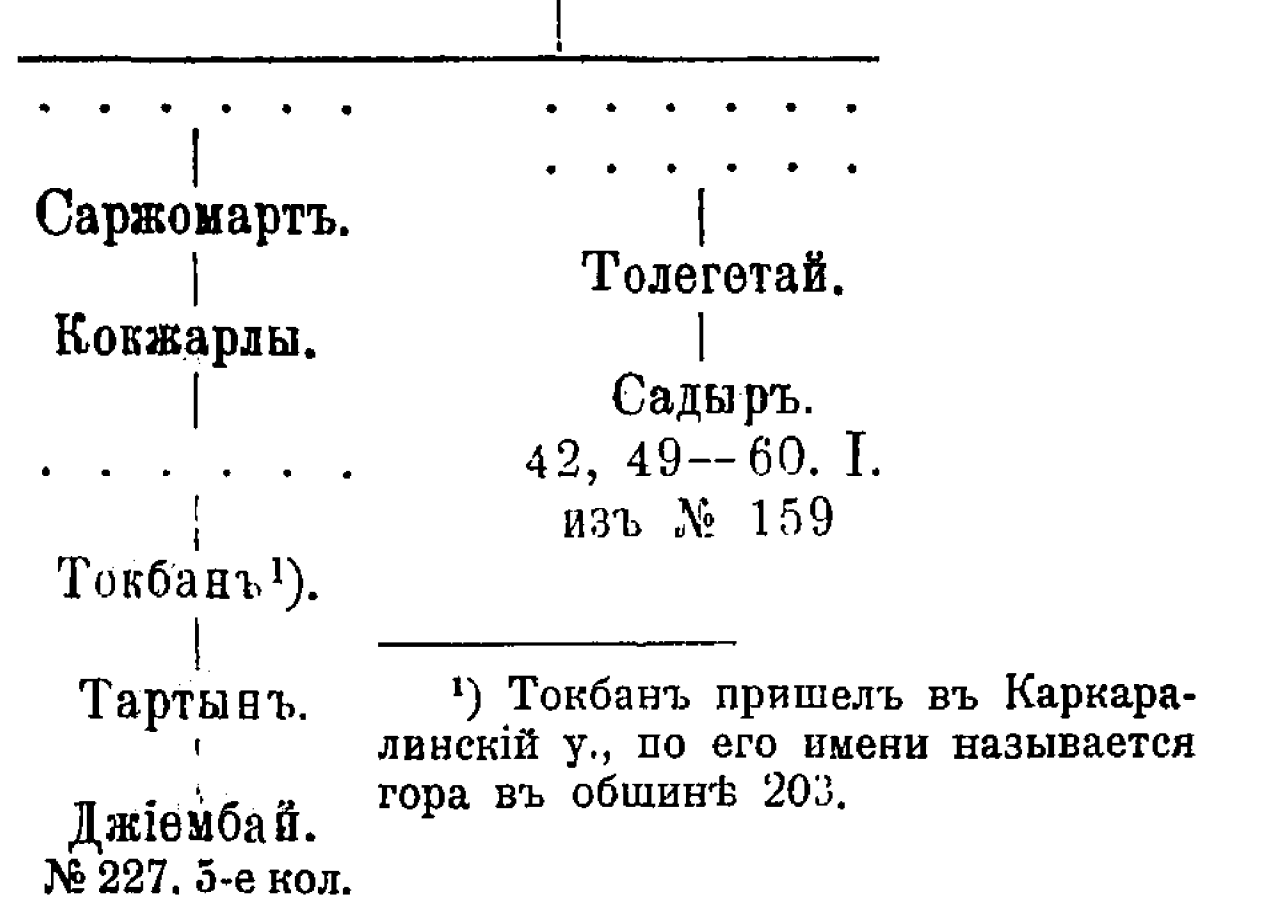 Саржомартъ.
Кокжарлы.
Токбанъ¹).
Тартынъ.
Джіембай.
№ 227. 5-е кол.
Толегетай.
Садыръ.
42, 49—60. I.
изъ № 159
¹) Токбанъ пришелъ въ Каркара-
линскій у., по его имени называется
гора въ общинѣ 203.